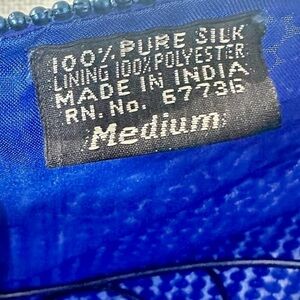 100% PURE SILK
LINING 100% POLYESTER
MADE IN INDIA
RN. No. 67736
Medium